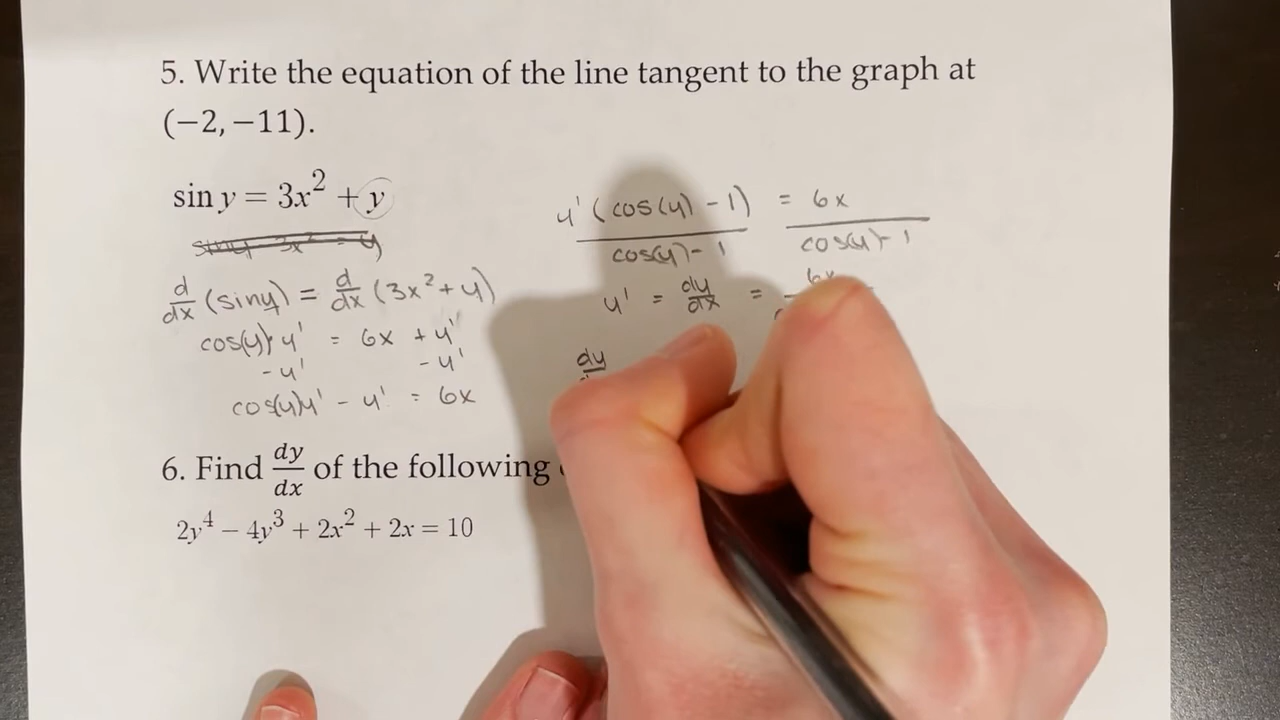 5. Write the equation of the line tangent to the graph at
(−2, −11).
sin y = 3x² + y
d/dx (sin y) = d/dx (3x² + y)
cos(y) y' = 6x + y'
- y' - y'
cos(y)y' - y' = 6x
y' (cos(y) - 1) = 6x
cos(y) - 1 cos(y) - 1
y' = dy/dx = 6x
dy
6. Find dy/dx of the following
2y⁴ − 4y³ + 2x² + 2x = 10